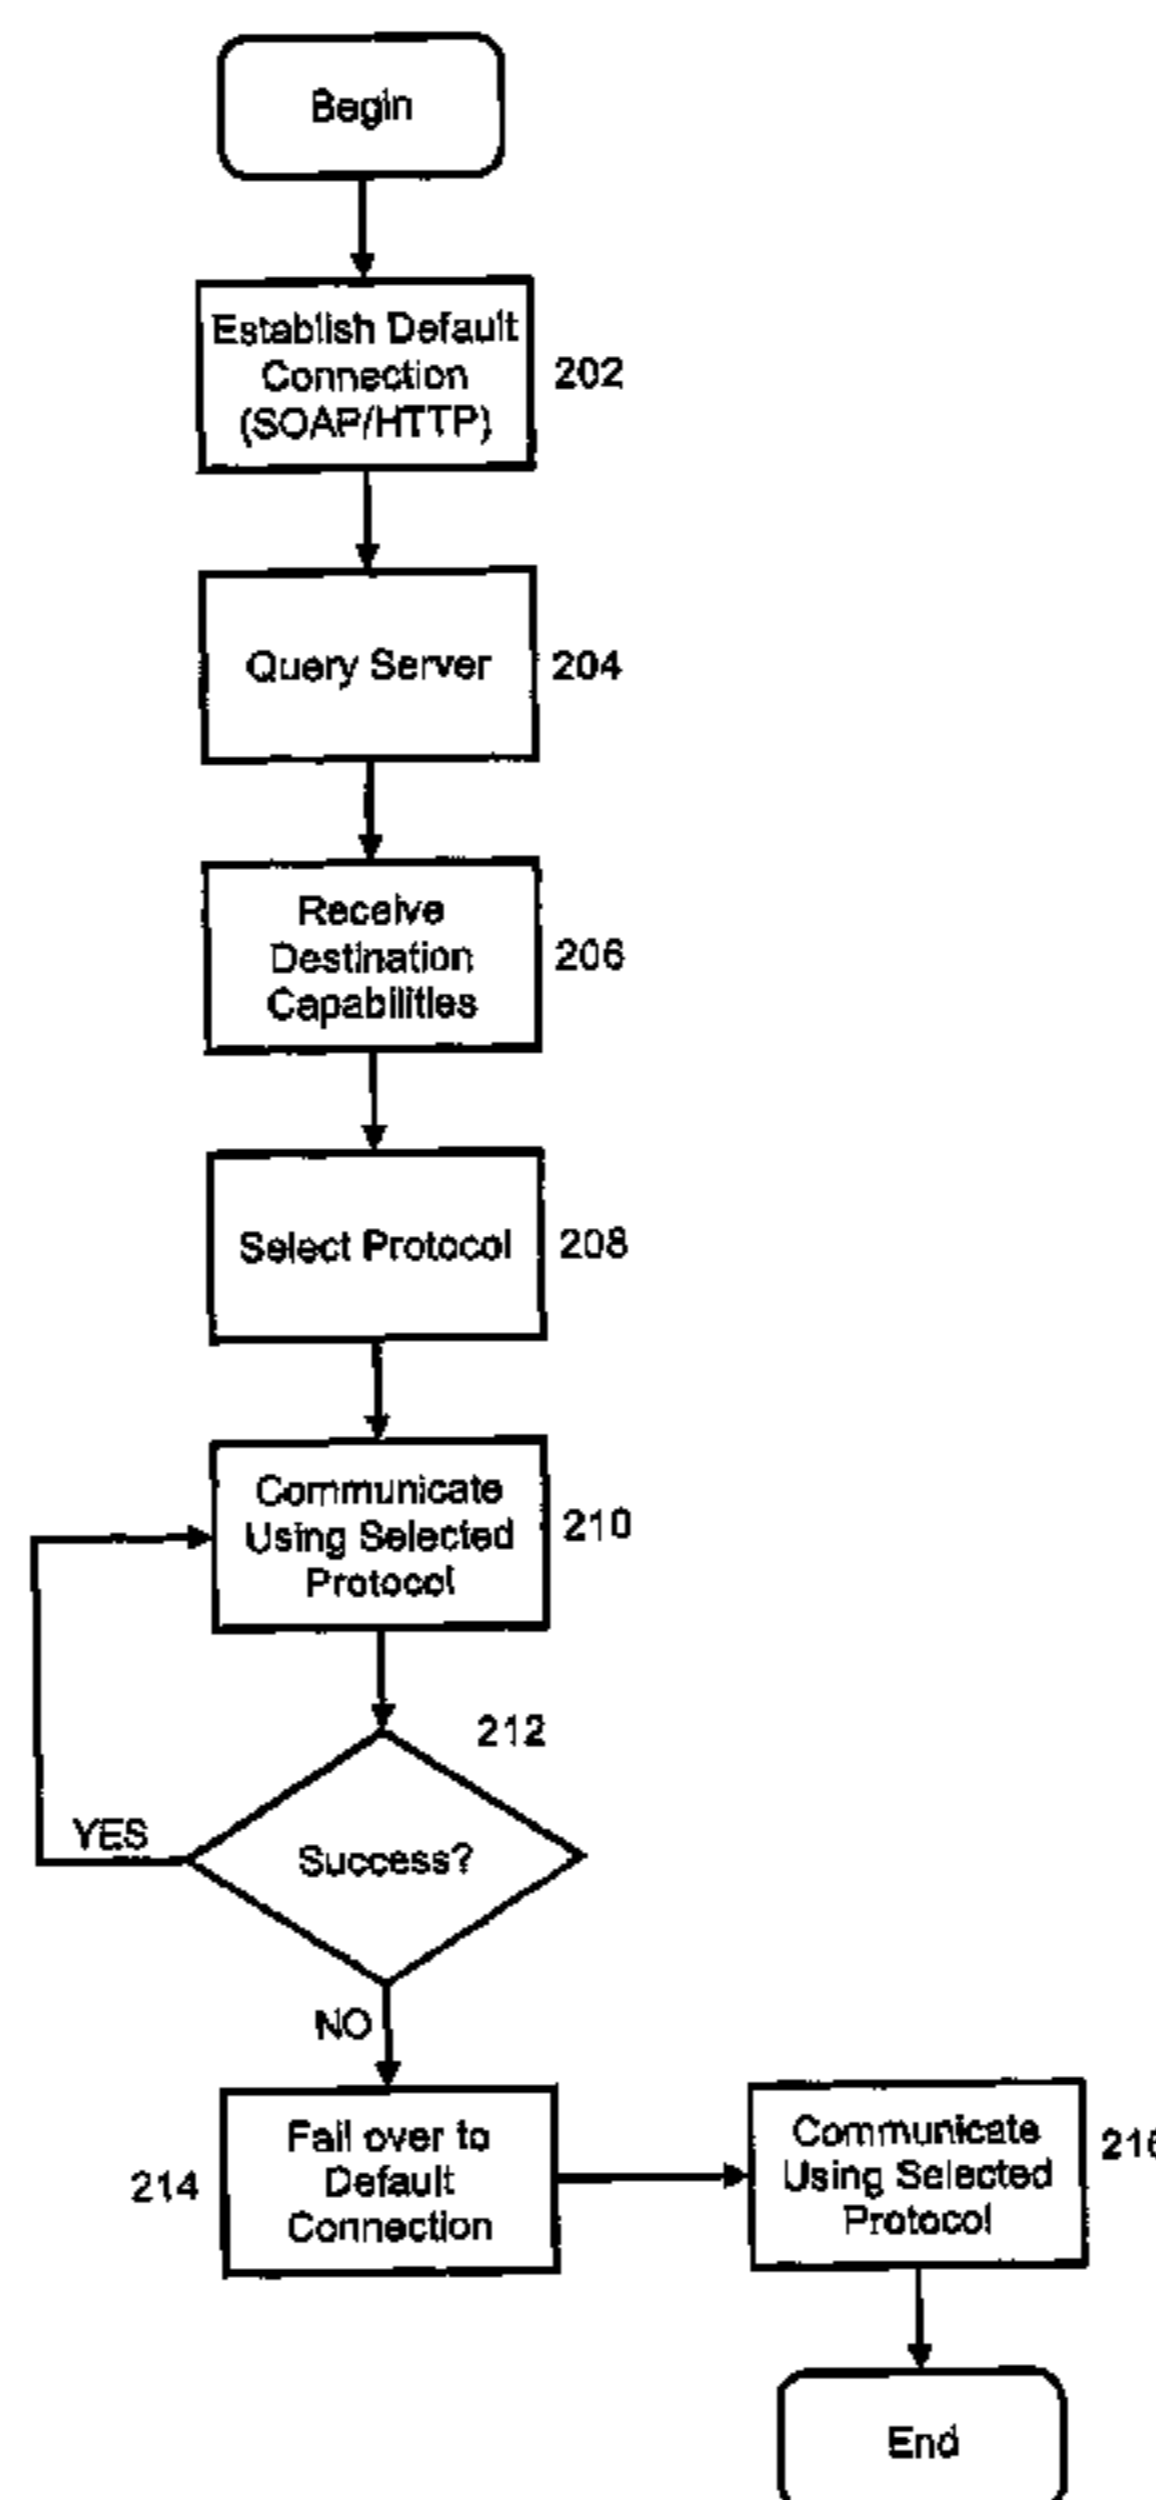 Begin
Establish Default
Connection
(SOAP/HTTP)
202
Query Server
204
Receive
Destination
Capabilities
206
Select Protocol
208
Communicate
Using Selected
Protocol
210
212
Success?
YES
NO
214
Fail over to
Default
Connection
Communicate
Using Selected
Protocol
216
End